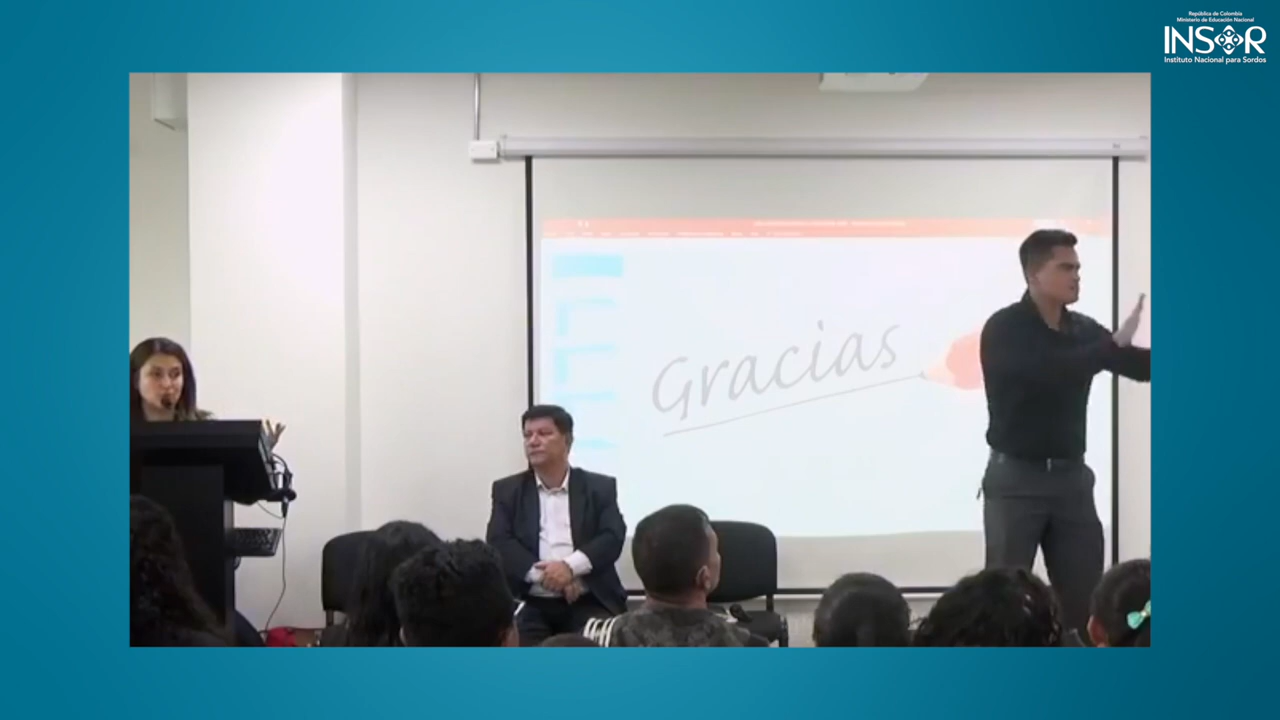 República de Colombia
Ministerio de Educación Nacional
INSOR
Instituto Nacional para Sordos
Gracias